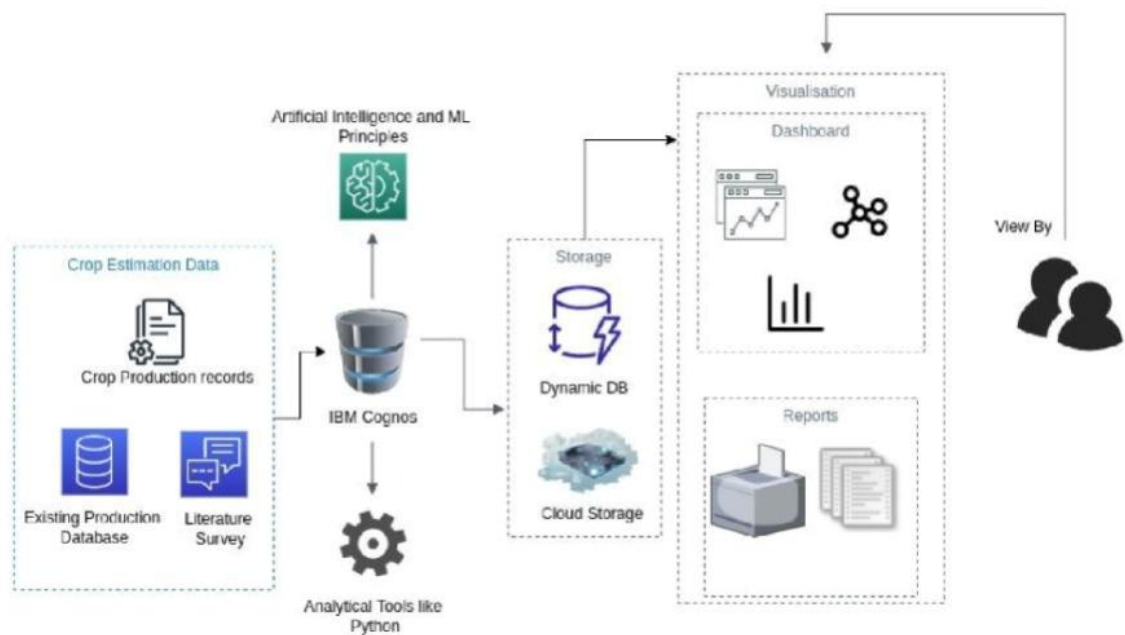 Artificial Intelligence and ML
Principles
Crop Estimation Data
Crop Production records
Existing Production
Database
Literature
Survey
IBM Cognos
Analytical Tools like
Python
Storage
Dynamic DB
Cloud Storage
Visualisation
Dashboard
Reports
View By